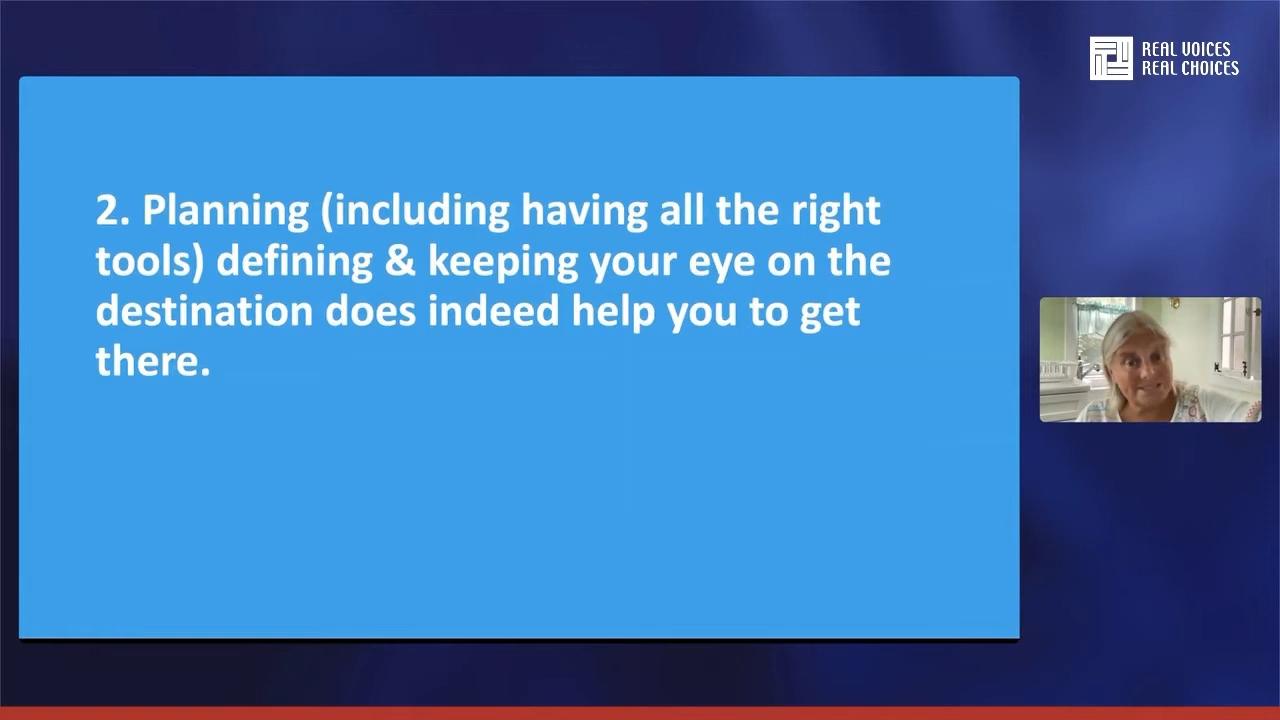 REAL VOICES
REAL CHOICES
2. Planning (including having all the right
tools) defining & keeping your eye on the
destination does indeed help you to get
there.